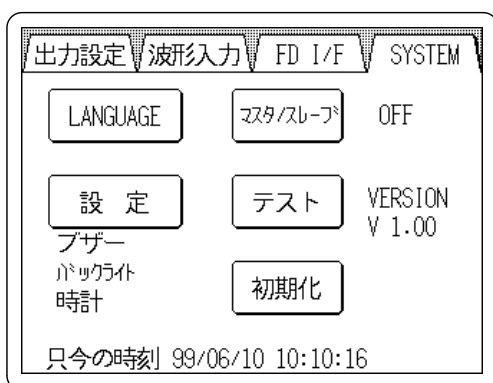 出力設定 波形入力 FD I/F SYSTEM
LANGUAGE ﾏｽﾀ/ｽﾚｰﾌﾞ OFF
設 定 テスト VERSION
V 1.00
ブザー
ﾊﾞｯｸﾗｲﾄ
時計
初期化
只今の時刻 99/06/10 10:10:16